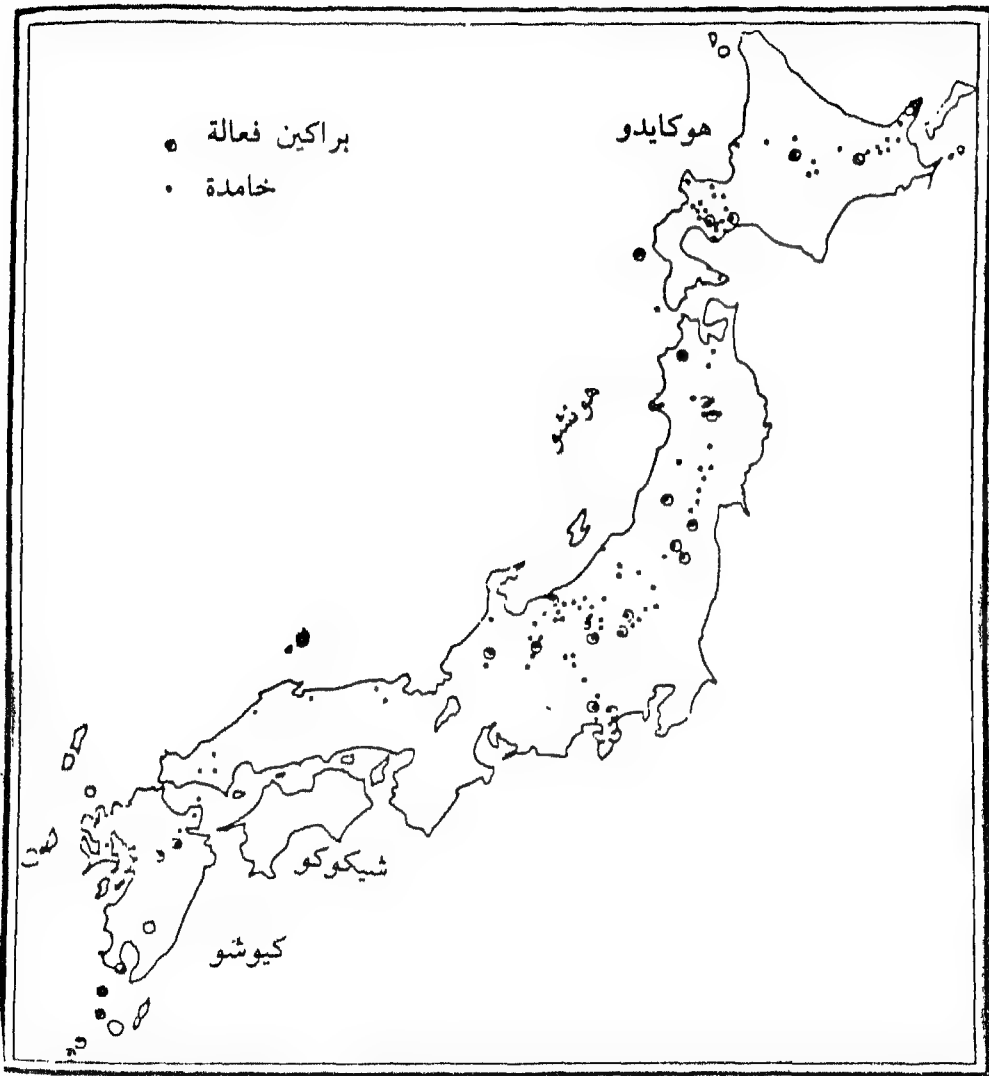 براكين فعالة
خامدة
هوكايدو
هونشو
شيكوكو
كيوشو